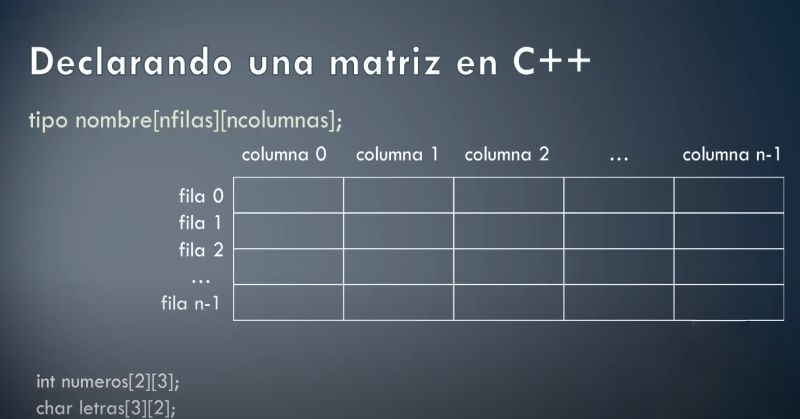 Declarando una matriz en C++
tipo nombre[nfilas][ncolumnas];
columna 0 columna 1 columna 2 ... columna n-1
fila 0
fila 1
fila 2
...
fila n-1
int numeros[2][3];
char letras[3][2];